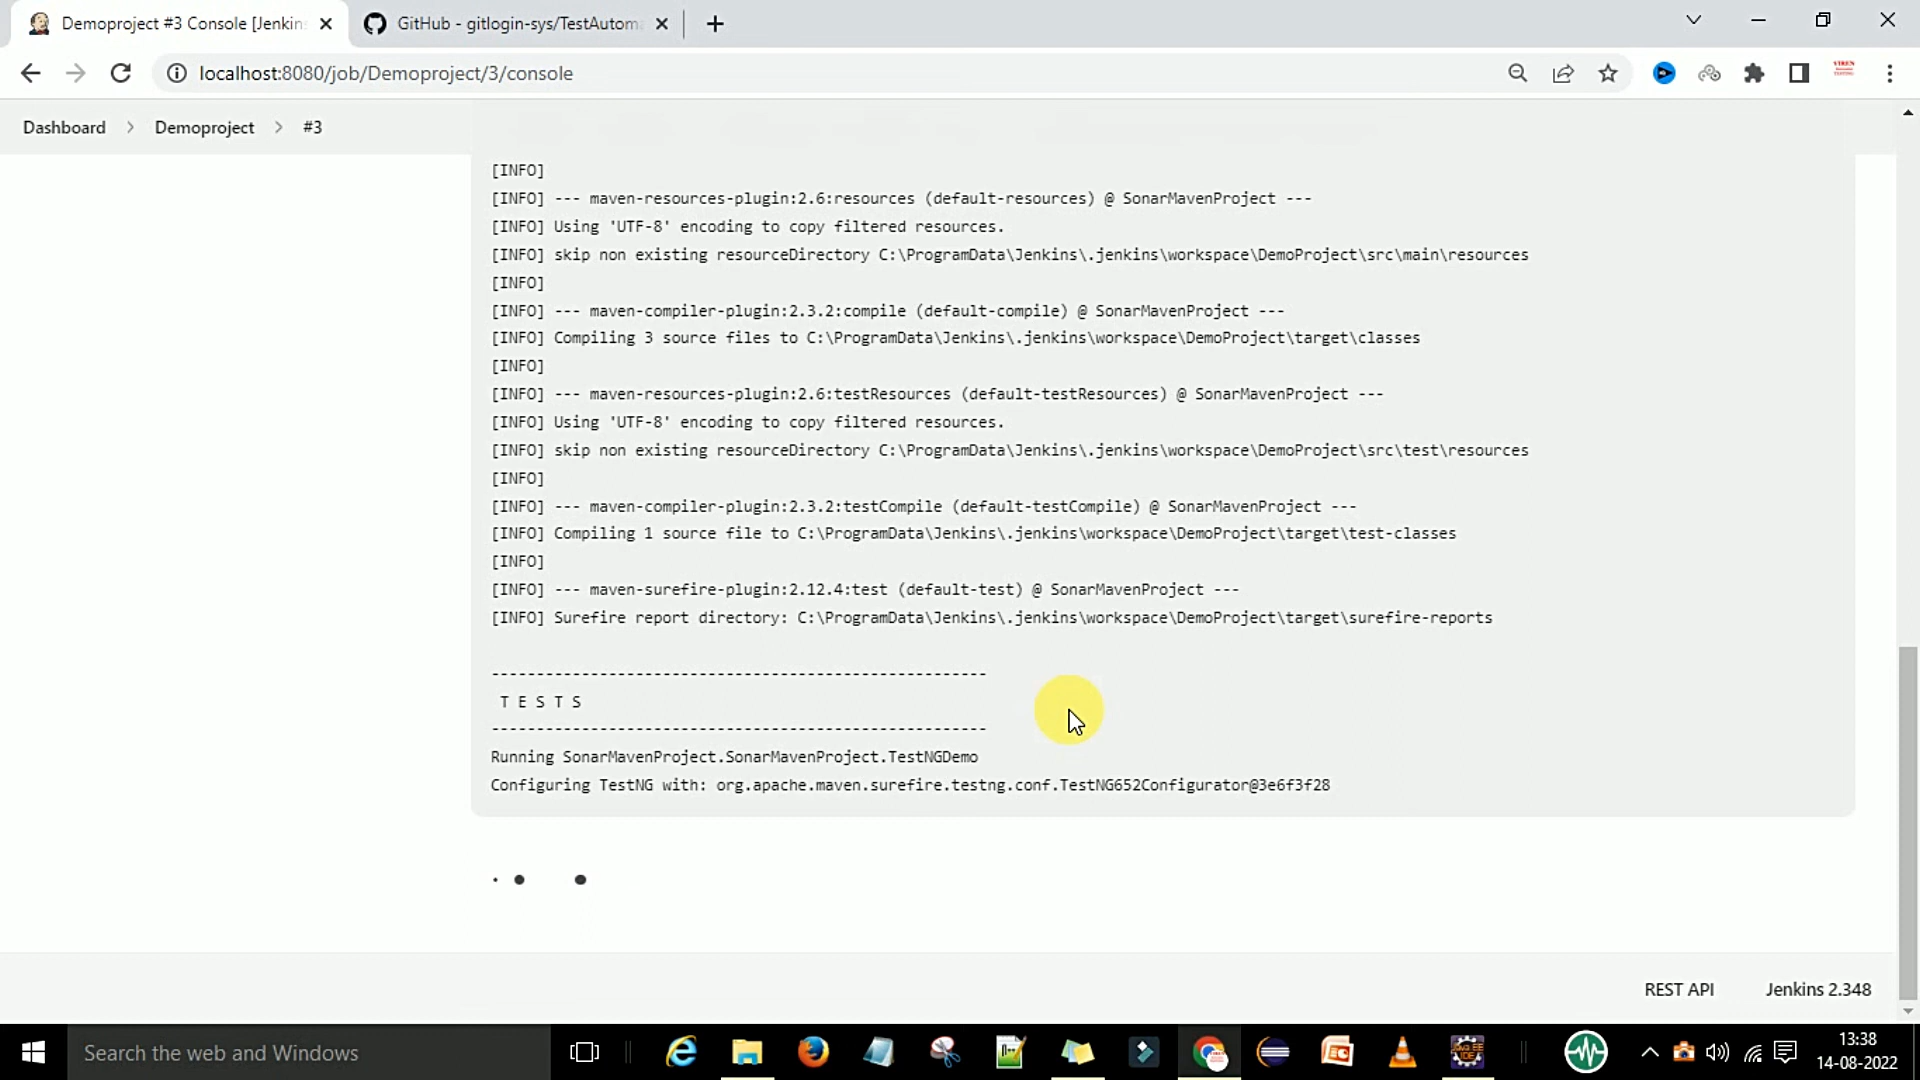 Demoproject #3 Console [Jenkin
GitHub - gitlogin-sys/TestAutom
localhost:8080/job/Demoproject/3/console
Dashboard > Demoproject > #3
[INFO]
[INFO] --- maven-resources-plugin:2.6:resources (default-resources) @ SonarMavenProject ---
[INFO] Using 'UTF-8' encoding to copy filtered resources.
[INFO] skip non existing resourceDirectory C:\ProgramData\Jenkins\.jenkins\workspace\DemoProject\src\main\resources
[INFO]
[INFO] --- maven-compiler-plugin:2.3.2:compile (default-compile) @ SonarMavenProject ---
[INFO] Compiling 3 source files to C:\ProgramData\Jenkins\.jenkins\workspace\DemoProject\target\classes
[INFO]
[INFO] --- maven-resources-plugin:2.6:testResources (default-testResources) @ SonarMavenProject ---
[INFO] Using 'UTF-8' encoding to copy filtered resources.
[INFO] skip non existing resourceDirectory C:\ProgramData\Jenkins\.jenkins\workspace\DemoProject\src\test\resources
[INFO]
[INFO] --- maven-compiler-plugin:2.3.2:testCompile (default-testCompile) @ SonarMavenProject ---
[INFO] Compiling 1 source file to C:\ProgramData\Jenkins\.jenkins\workspace\DemoProject\target\test-classes
[INFO]
[INFO] --- maven-surefire-plugin:2.12.4:test (default-test) @ SonarMavenProject ---
[INFO] Surefire report directory: C:\ProgramData\Jenkins\.jenkins\workspace\DemoProject\target\surefire-reports
-------------------------------------------------------
T E S T S
-------------------------------------------------------
Running SonarMavenProject.SonarMavenProject.TestNGDemo
Configuring TestNG with: org.apache.maven.surefire.testng.conf.TestNG652Configurator@3e6f3f28
REST API
Jenkins 2.348
Search the web and Windows
13:38
14-08-2022